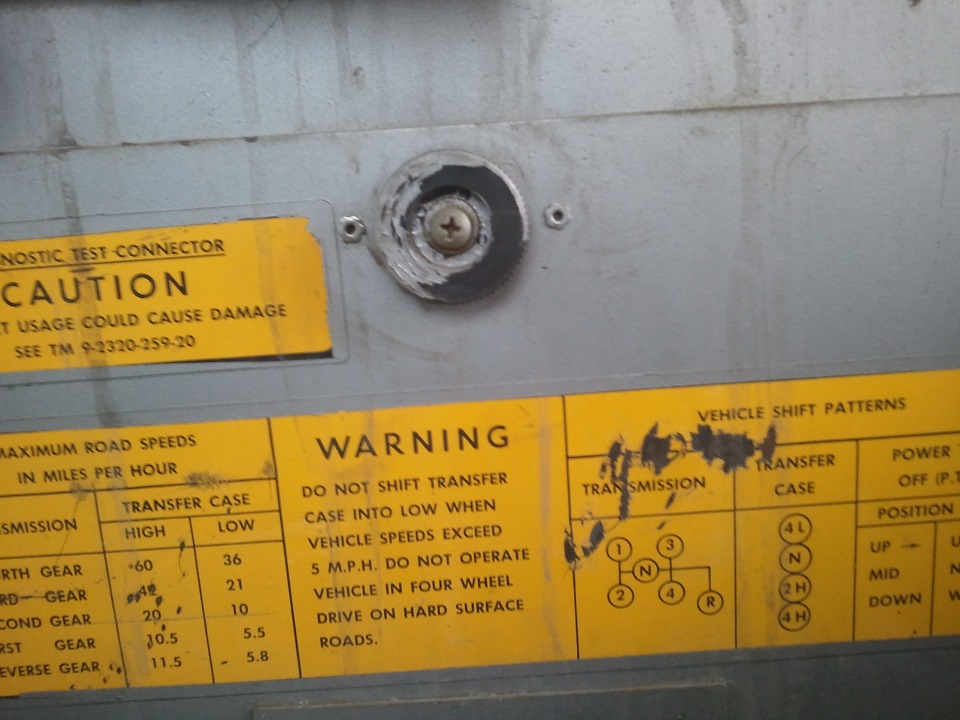 NOSTIC TEST CONNECTOR
CAUTION
T USAGE COULD CAUSE DAMAGE
SEE TM 9-2320-259-20
MAXIMUM ROAD SPEEDS
IN MILES PER HOUR
SMISSION
TRANSFER CASE
HIGH LOW
RTH GEAR 60 36
RD GEAR 42 21
COND GEAR 20 10
RST GEAR 10.5 5.5
EVERSE GEAR 11.5 5.8
WARNING
DO NOT SHIFT TRANSFER
CASE INTO LOW WHEN
VEHICLE SPEEDS EXCEED
5 M.P.H. DO NOT OPERATE
VEHICLE IN FOUR WHEEL
DRIVE ON HARD SURFACE
ROADS.
VEHICLE SHIFT PATTERNS
TRANSMISSION
1 3
N
2 4 R
TRANSFER
CASE
4L
N
2H
4H
POWER T
OFF (P.T
POSITION
UP U
MID N
DOWN W